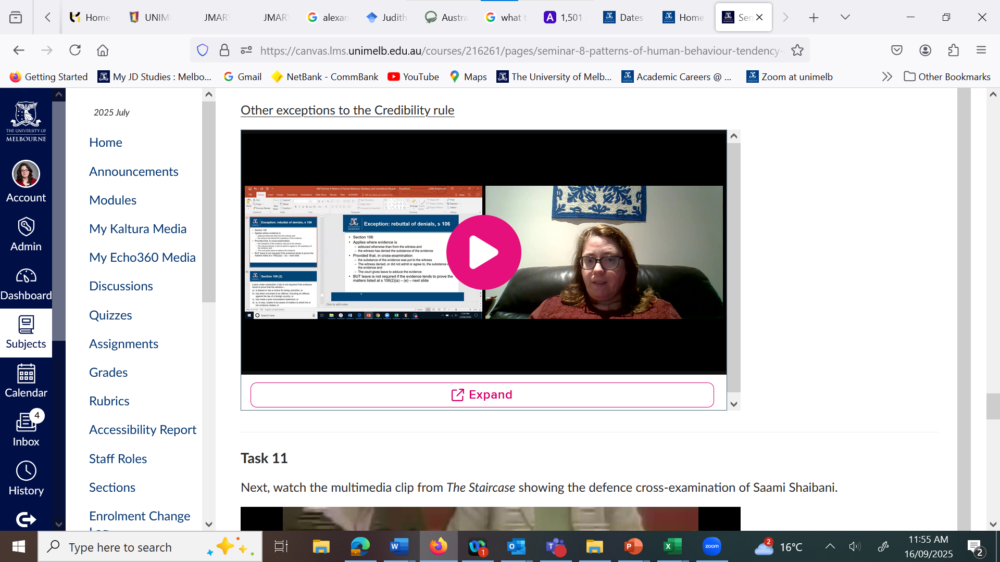 Home
UNIM
JMAR
JMAR
alexan
Judith
Austra
what t
1,501
Dates
Home
Sen
https://canvas.lms.unimelb.edu.au/courses/216261/pages/seminar-8-patterns-of-human-behaviour-tendency-
Getting Started
My JD Studies : Melbo...
Gmail
NetBank - CommBank
YouTube
Maps
The University of Melb...
Academic Careers @ ...
Zoom at unimelb
Other Bookmarks
THE UNIVERSITY OF
MELBOURNE
Account
Admin
Dashboard
Subjects
Calendar
4
Inbox
History
2025 July
Home
Announcements
Modules
My Kaltura Media
My Echo360 Media
Discussions
Quizzes
Assignments
Grades
Rubrics
Accessibility Report
Staff Roles
Sections
Enrolment Change
Other exceptions to the Credibility rule
Exception: rebuttal of denials, s 106
• Section 106
• Applies where evidence is
– adduced otherwise than from the witness and
– the witness has denied the substance of the evidence
• Provided that, in cross-examination
– the substance of the evidence was put to the witness
– The witness denied, or did not admit or agree to, the substance
the evidence and
– The court gives leave to adduce the evidence
• BUT leave is not required if the evidence tends to prove the
matters listed at s 106(2)(a) – (e) – next slide
Click to add notes
Section 106 (2)
Expand
Task 11
Next, watch the multimedia clip from The Staircase showing the defence cross-examination of Saami Shaibani.
Type here to search
1
zoom
2
16°C
11:55 AM
16/09/2025
2